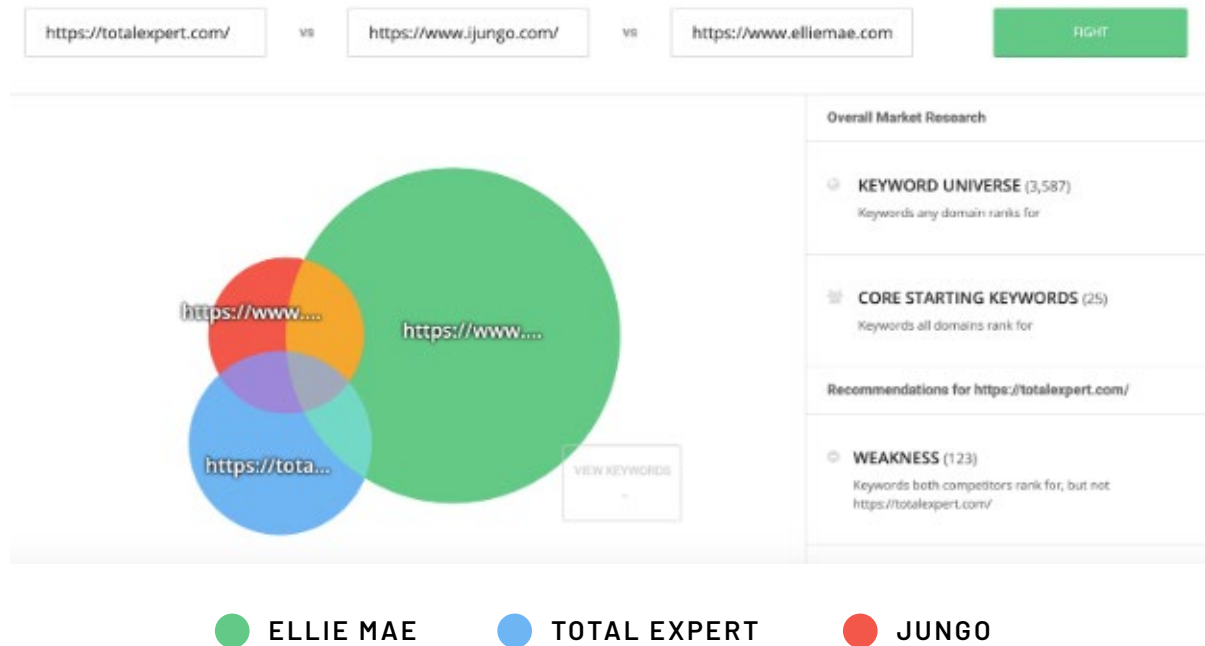 https://totalexpert.com/ vs https://www.ijungo.com/ vs https://www.elliemae.com FIGHT
Overall Market Research
KEYWORD UNIVERSE (3,587)
Keywords any domain ranks for
CORE STARTING KEYWORDS (25)
Keywords all domains rank for
Recommendations for https://totalexpert.com/
WEAKNESS (123)
Keywords both competitors rank for, but not
https://totalexpert.com/
https://www....
https://www....
https://tota...
VIEW KEYWORDS
ELLIE MAE TOTAL EXPERT JUNGO